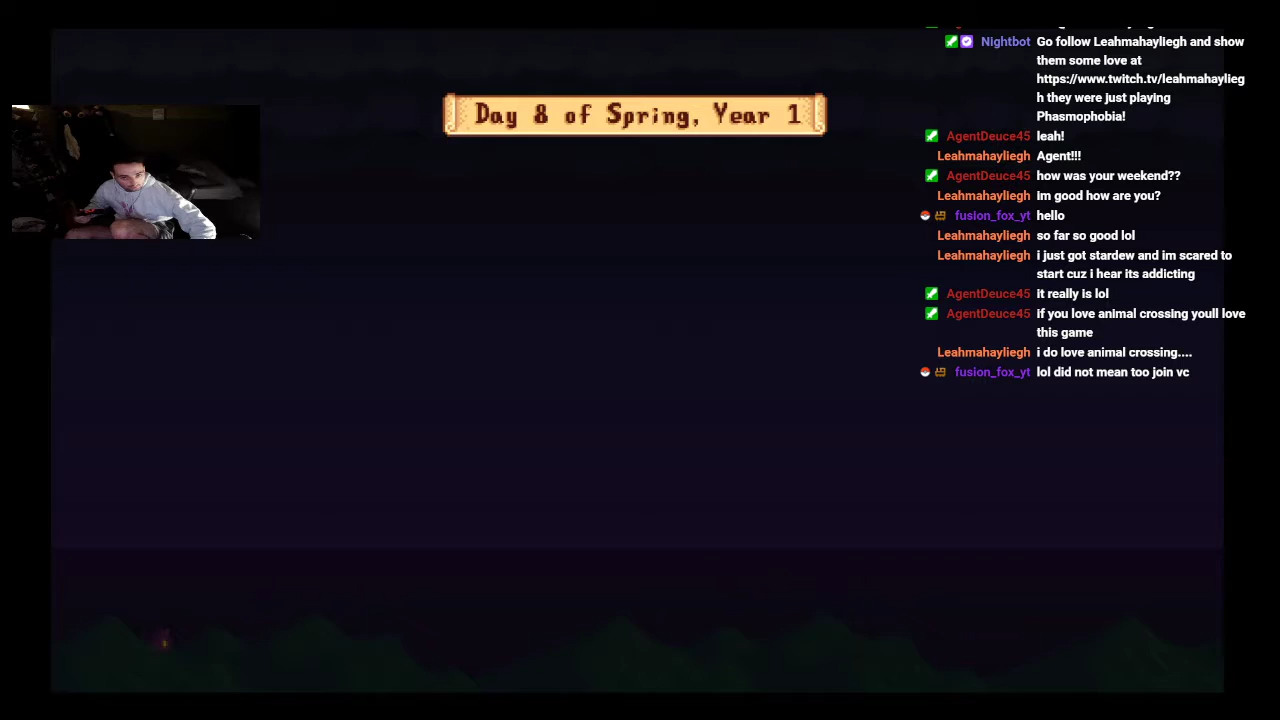 Day 8 of Spring, Year 1
Nightbot Go follow Leahmahayliegh and show
them some love at
https://www.twitch.tv/leahmahaylieg
h they were just playing
Phasmophobia!
AgentDeuce45 leah!
Leahmahayliegh Agent!!!
AgentDeuce45 how was your weekend??
Leahmahayliegh Im good how are you?
fusion_fox_yt hello
Leahmahayliegh so far so good lol
Leahmahayliegh i just got stardew and im scared to
start cuz i hear its addicting
AgentDeuce45 it really is lol
AgentDeuce45 if you love animal crossing youll love
this game
Leahmahayliegh i do love animal crossing....
fusion_fox_yt lol did not mean too join vc